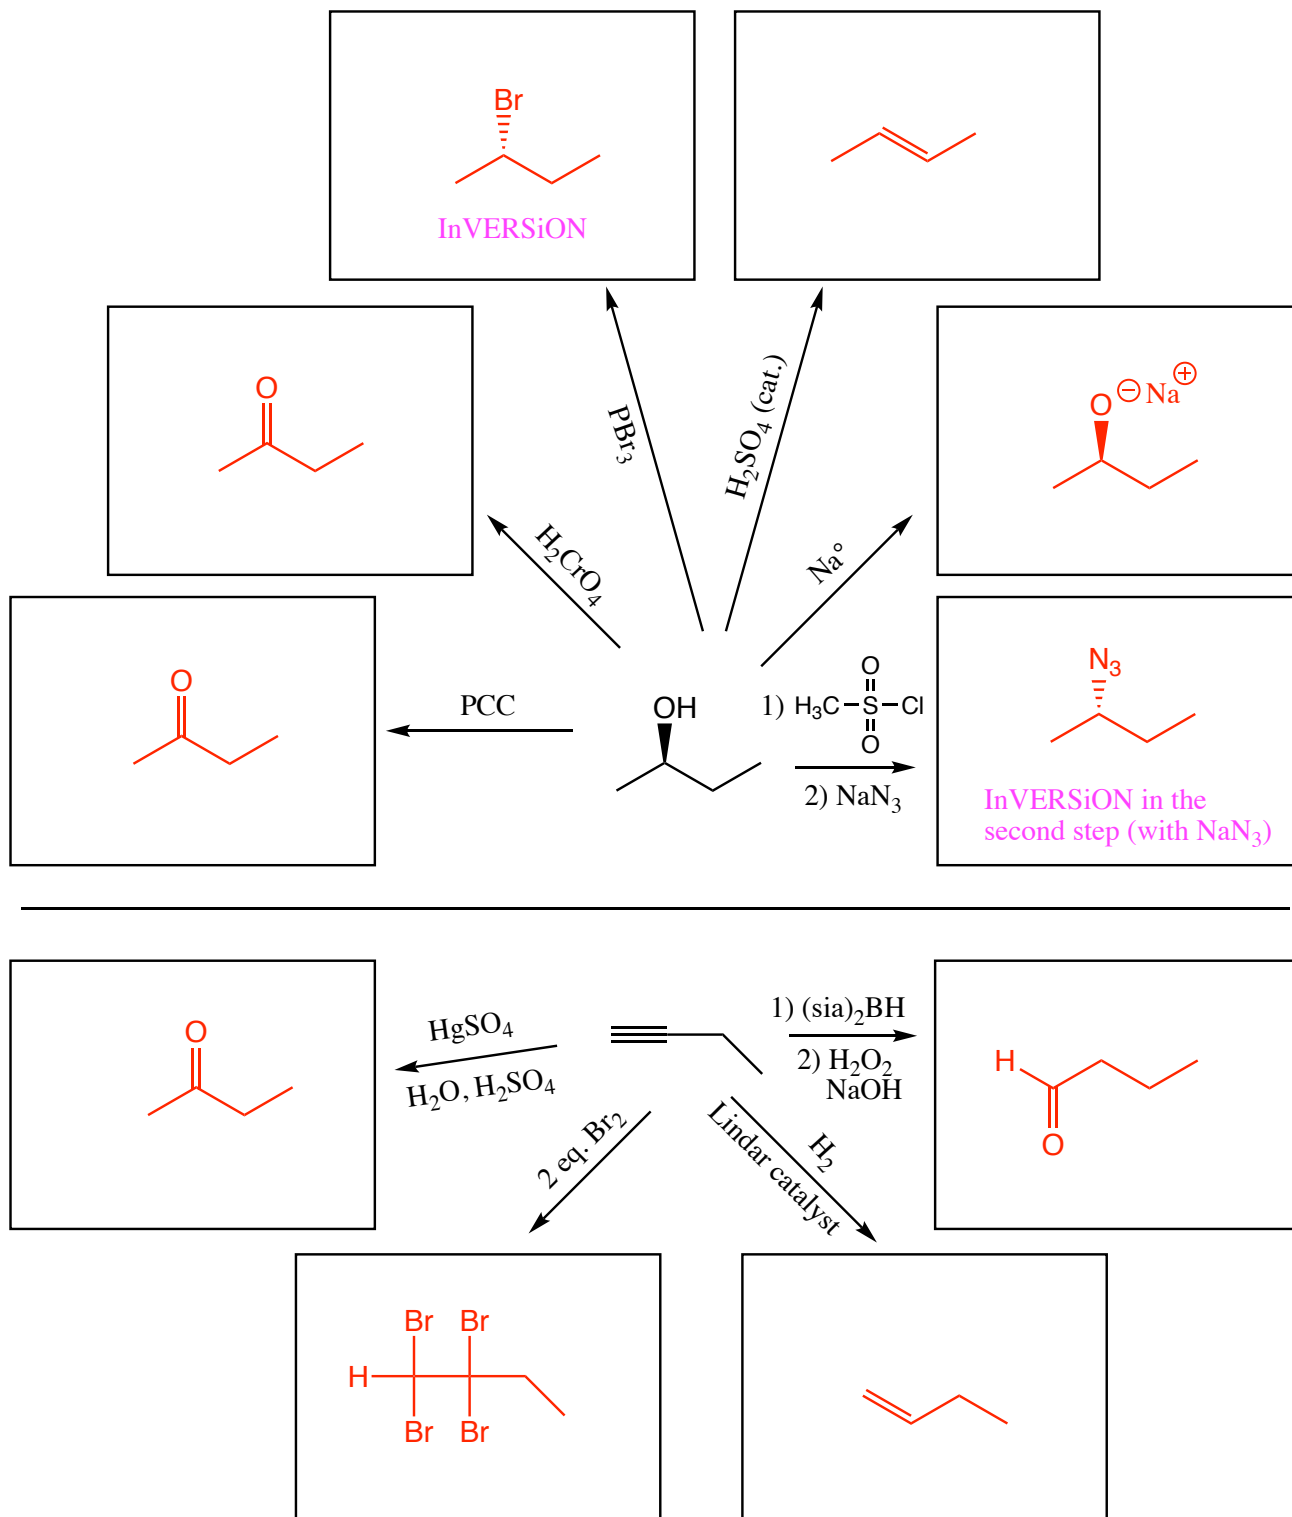 Br
InVERSiON
O
O ⊖ Na ⊕
PBr3
H2SO4 (cat.)
H2CrO4
Na°
O
PCC
OH
1) H3C S Cl
O
O
2) NaN3
N3
InVERSiON in the
second step (with NaN3)
O
HgSO4
H2O, H2SO4
1) (sia)2BH
2) H2O2
NaOH
H
O
2 eq. Br2
H2
Lindar catalyst
Br Br
H
Br Br